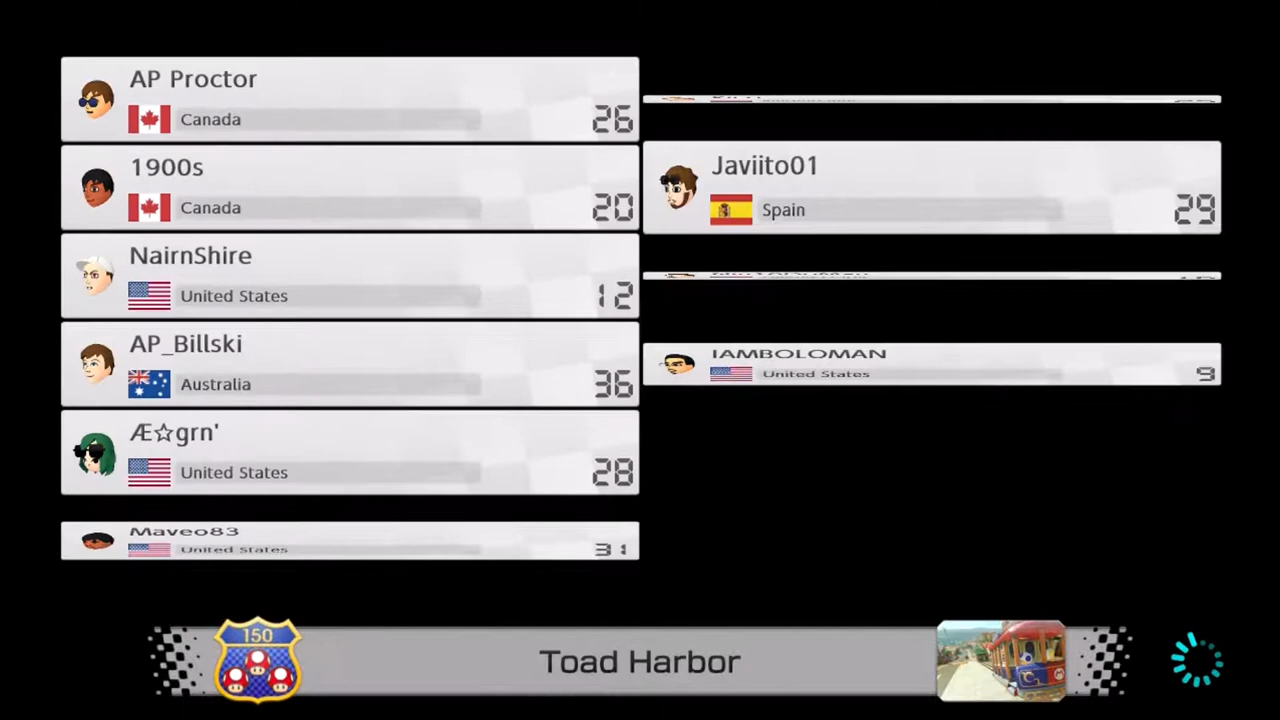 AP Proctor
Canada
26
1900s
Canada
20
NairnShire
United States
12
AP_Billski
Australia
36
Æ☆grn'
United States
28
Maveo83
United States
31
Javiito01
Spain
29
IAMBOLOMAN
United States
9
150
Toad Harbor